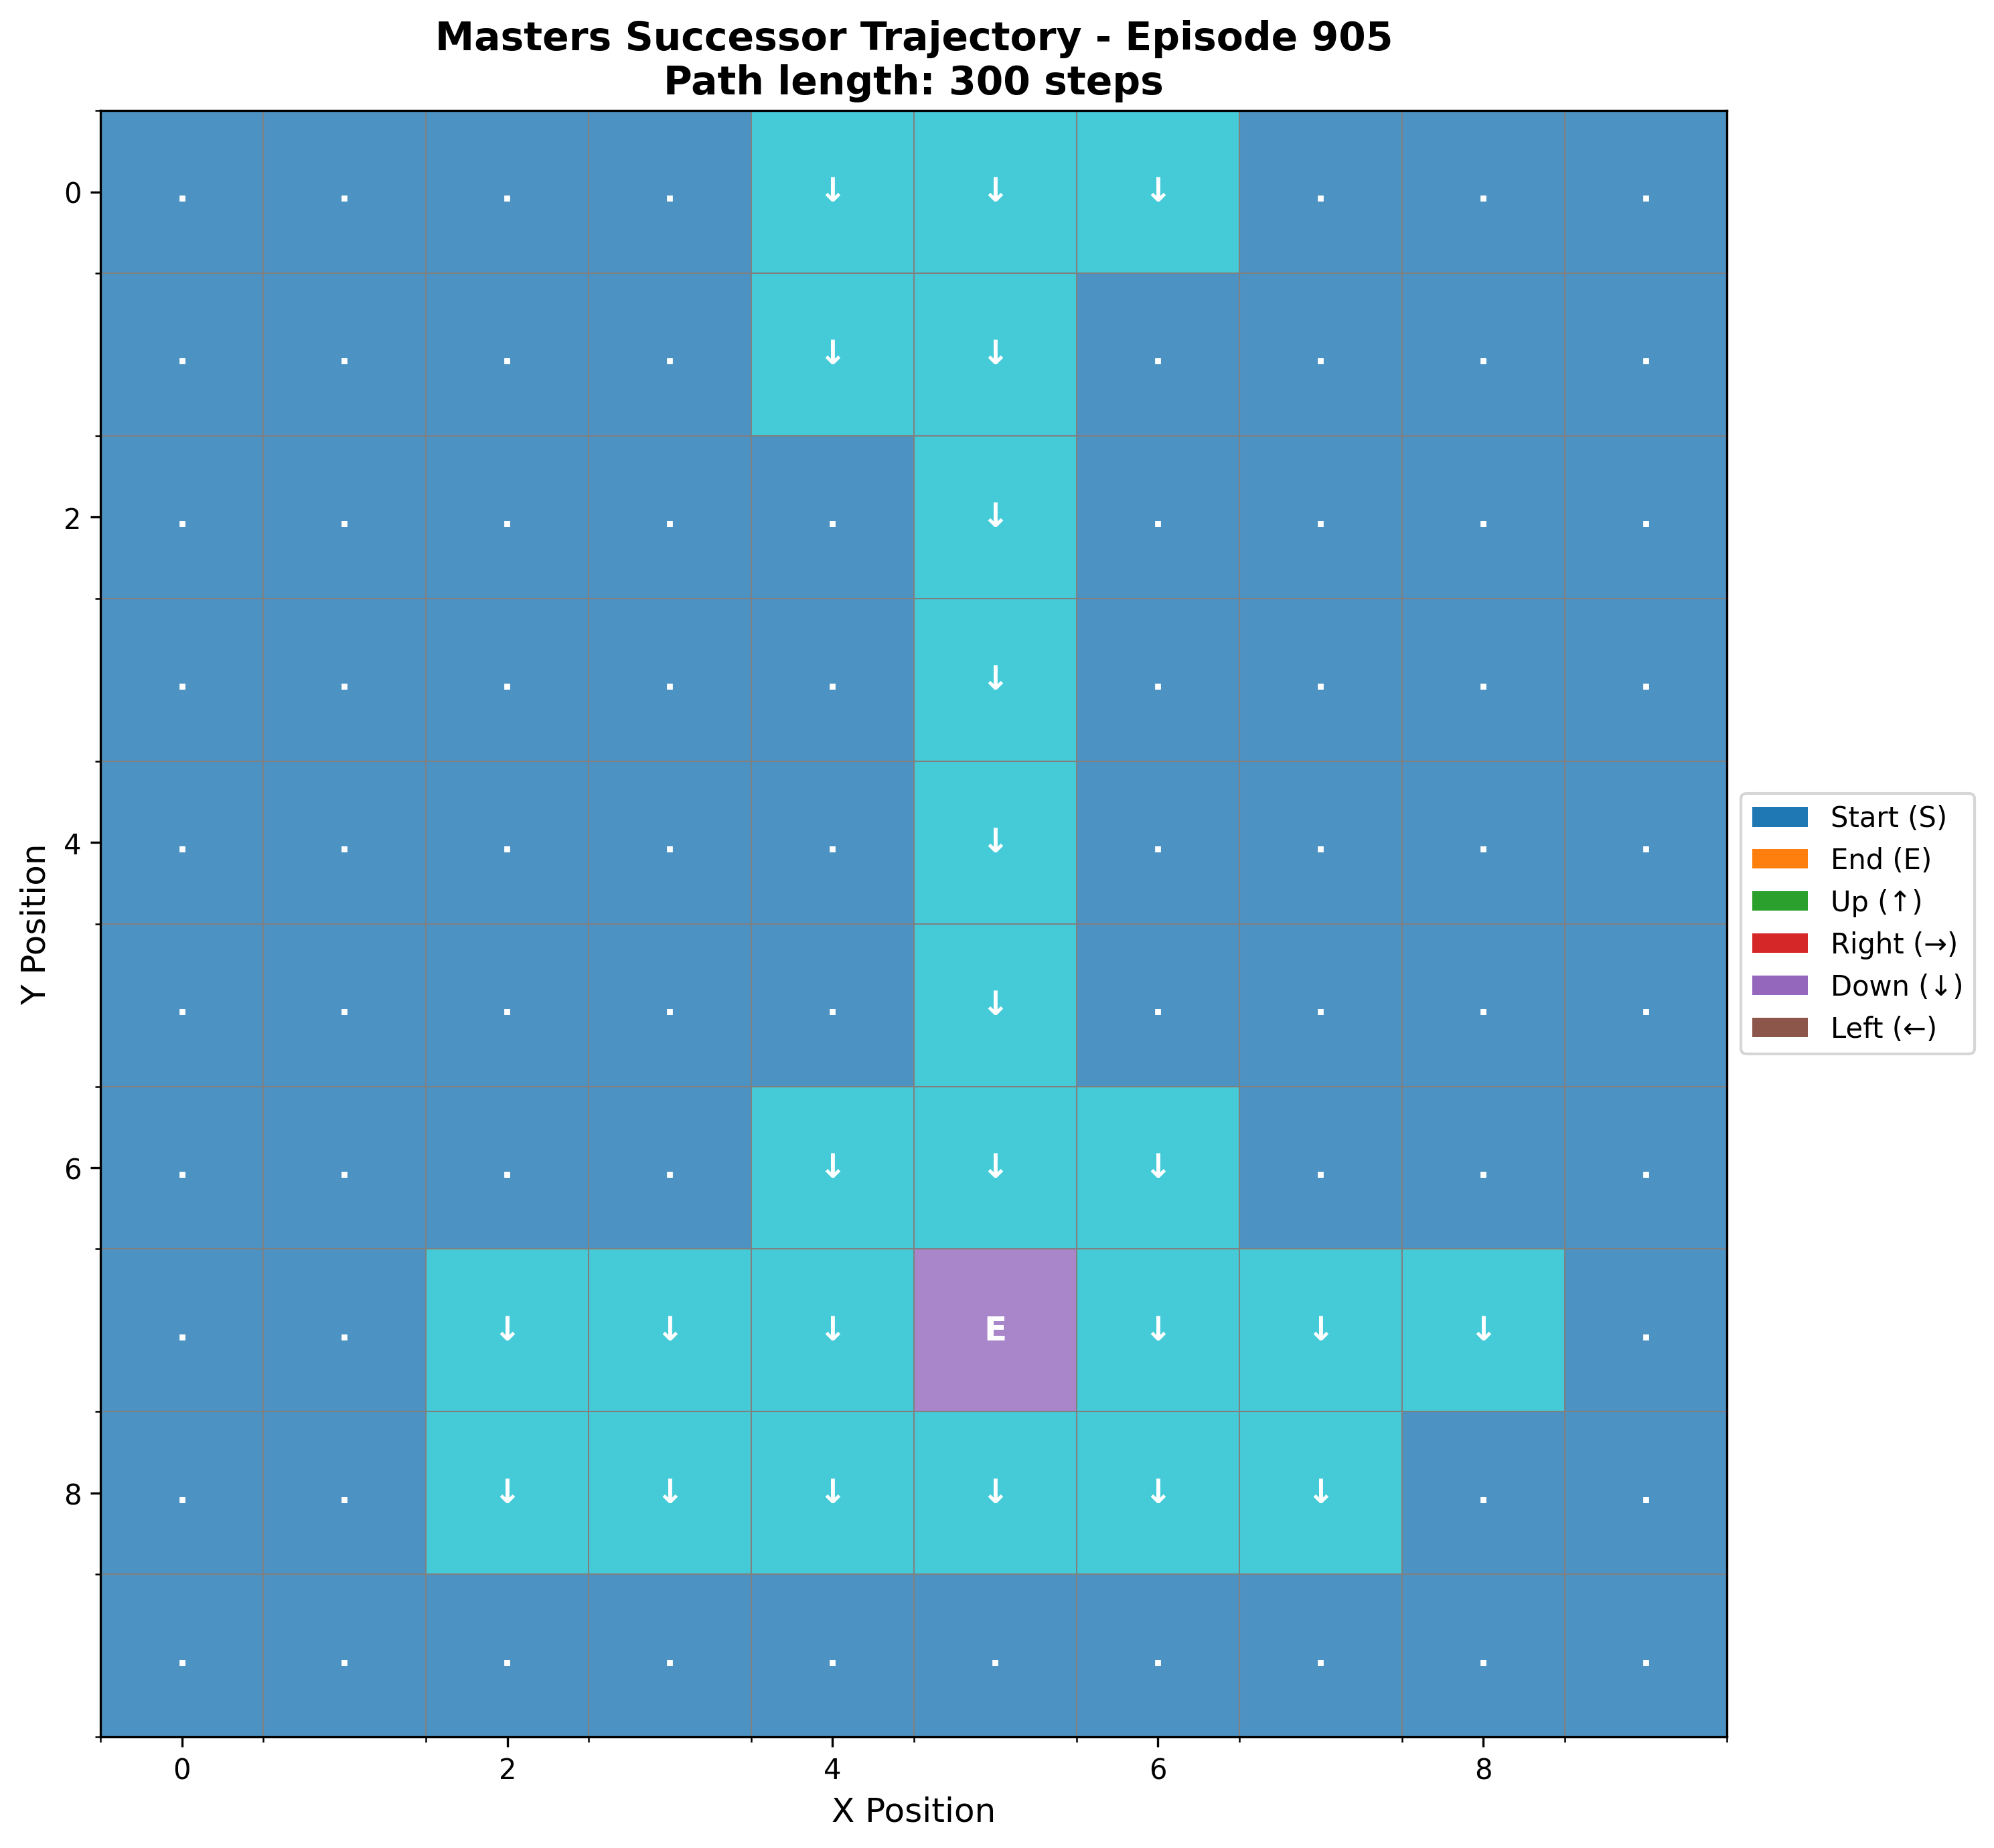 Masters Successor Trajectory - Episode 905
Path length: 300 steps
0 . . . . ↓ ↓ ↓ . . .
. . . . ↓ ↓ . . . .
2 . . . . . ↓ . . . .
. . . . . ↓ . . . .
4 . . . . . ↓ . . . .
. . . . . ↓ . . . .
6 . . . . ↓ ↓ ↓ . . .
. . ↓ ↓ ↓ E ↓ ↓ ↓ .
8 . . ↓ ↓ ↓ ↓ ↓ ↓ . .
. . . . . . . . . .
0 2 4 6 8
X Position
Y Position
Start (S)
End (E)
Up (↑)
Right (→)
Down (↓)
Left (←)